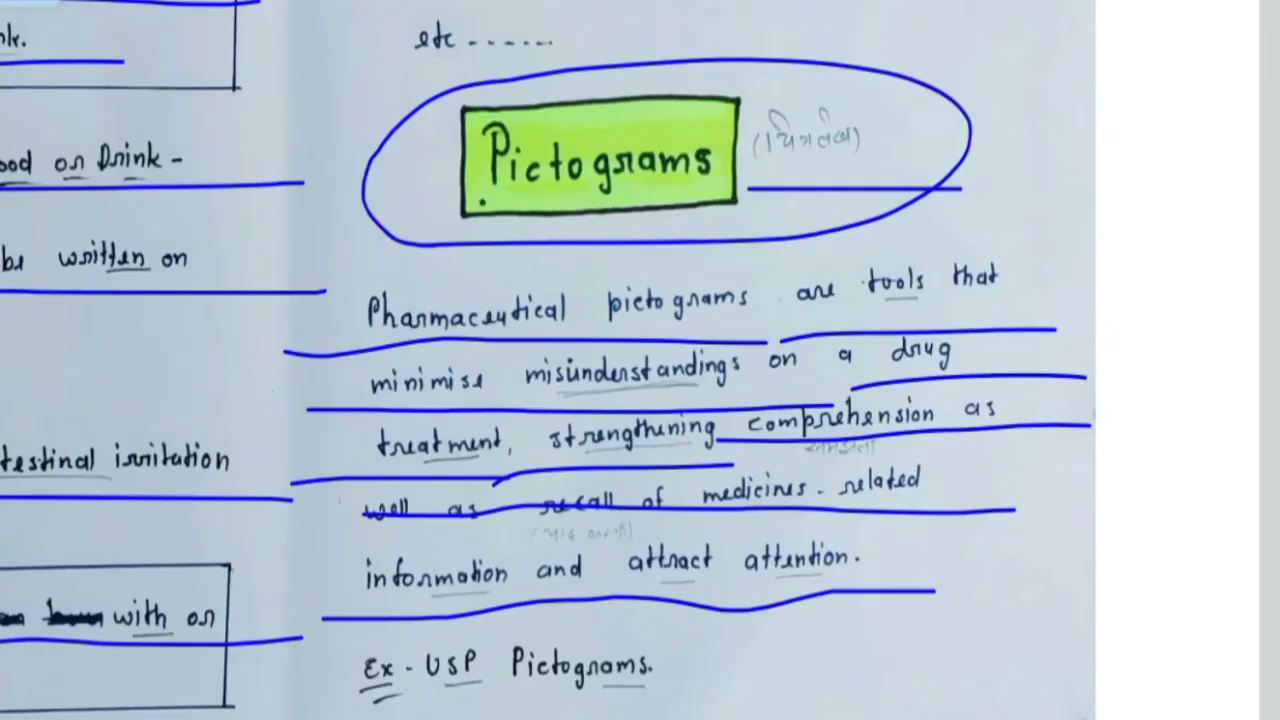 nk.
ood or Drink -
be written on
testinal irritation
with or
etc ------
Pictograms
Pharmaceutical pictograms are tools that
minimise misunderstandings on a drug
treatment, strengthening comprehension as
well as recall of medicines - related
information and attract attention.
Ex - USP Pictograms.